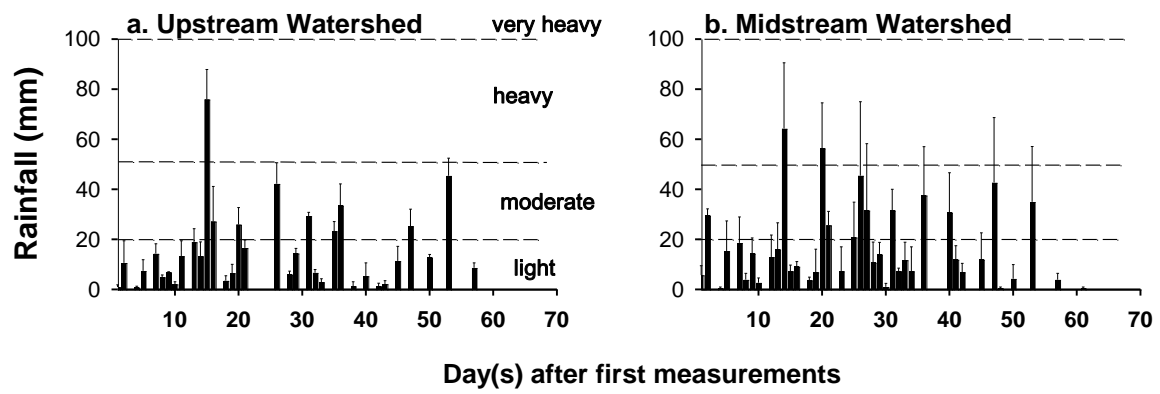 a. Upstream Watershed
very heavy
b. Midstream Watershed
100
80
60
40
20
0
Rainfall (mm)
heavy
moderate
light
10 20 30 40 50 60 70
100
80
60
40
20
0
10 20 30 40 50 60 70
Day(s) after first measurements